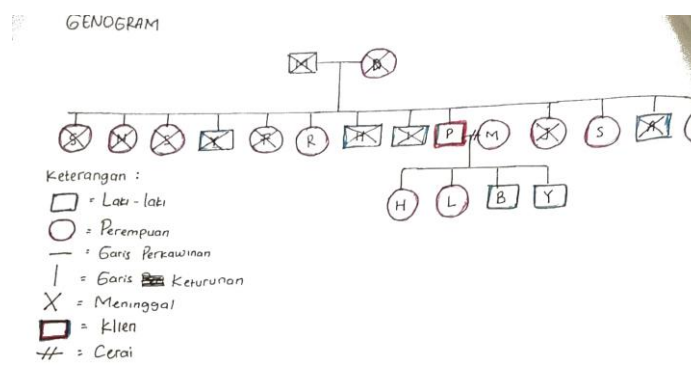 GENOGRAM
M
S M S Y F R H I P M J S A
H L B Y
Keterangan :
= Laki-laki
= Perempuan
= Garis Perkawinan
= Garis Keturunan
X = Meninggal
= Klien
= Cerai